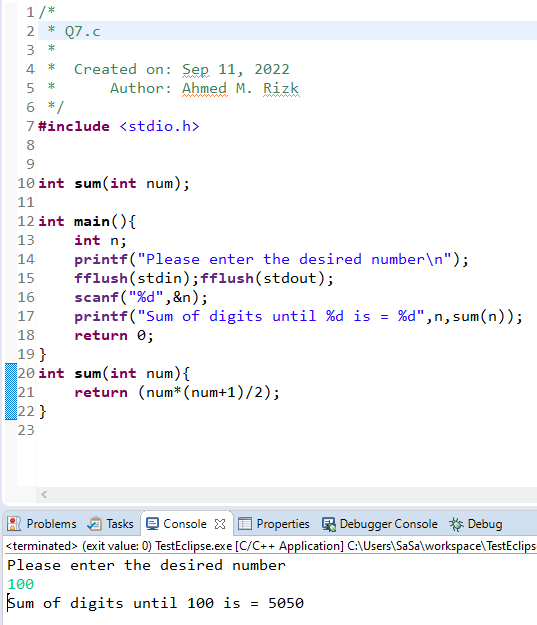 1 /*
2  * Q7.c
3  *
4  *  Created on: Sep 11, 2022
5  *      Author: Ahmed M. Rizk
6  */
7 #include <stdio.h>
8
9
10 int sum(int num);
11
12 int main(){
13     int n;
14     printf("Please enter the desired number\n");
15     fflush(stdin);fflush(stdout);
16     scanf("%d",&n);
17     printf("Sum of digits until %d is = %d",n,sum(n));
18     return 0;
19 }
20 int sum(int num){
21     return (num*(num+1)/2);
22 }
23
Problems Tasks Console Properties Debugger Console Debug
<terminated> (exit value: 0) TestEclipse.exe [C/C++ Application] C:\Users\SaSa\workspace\TestEclips
Please enter the desired number
100
Sum of digits until 100 is = 5050